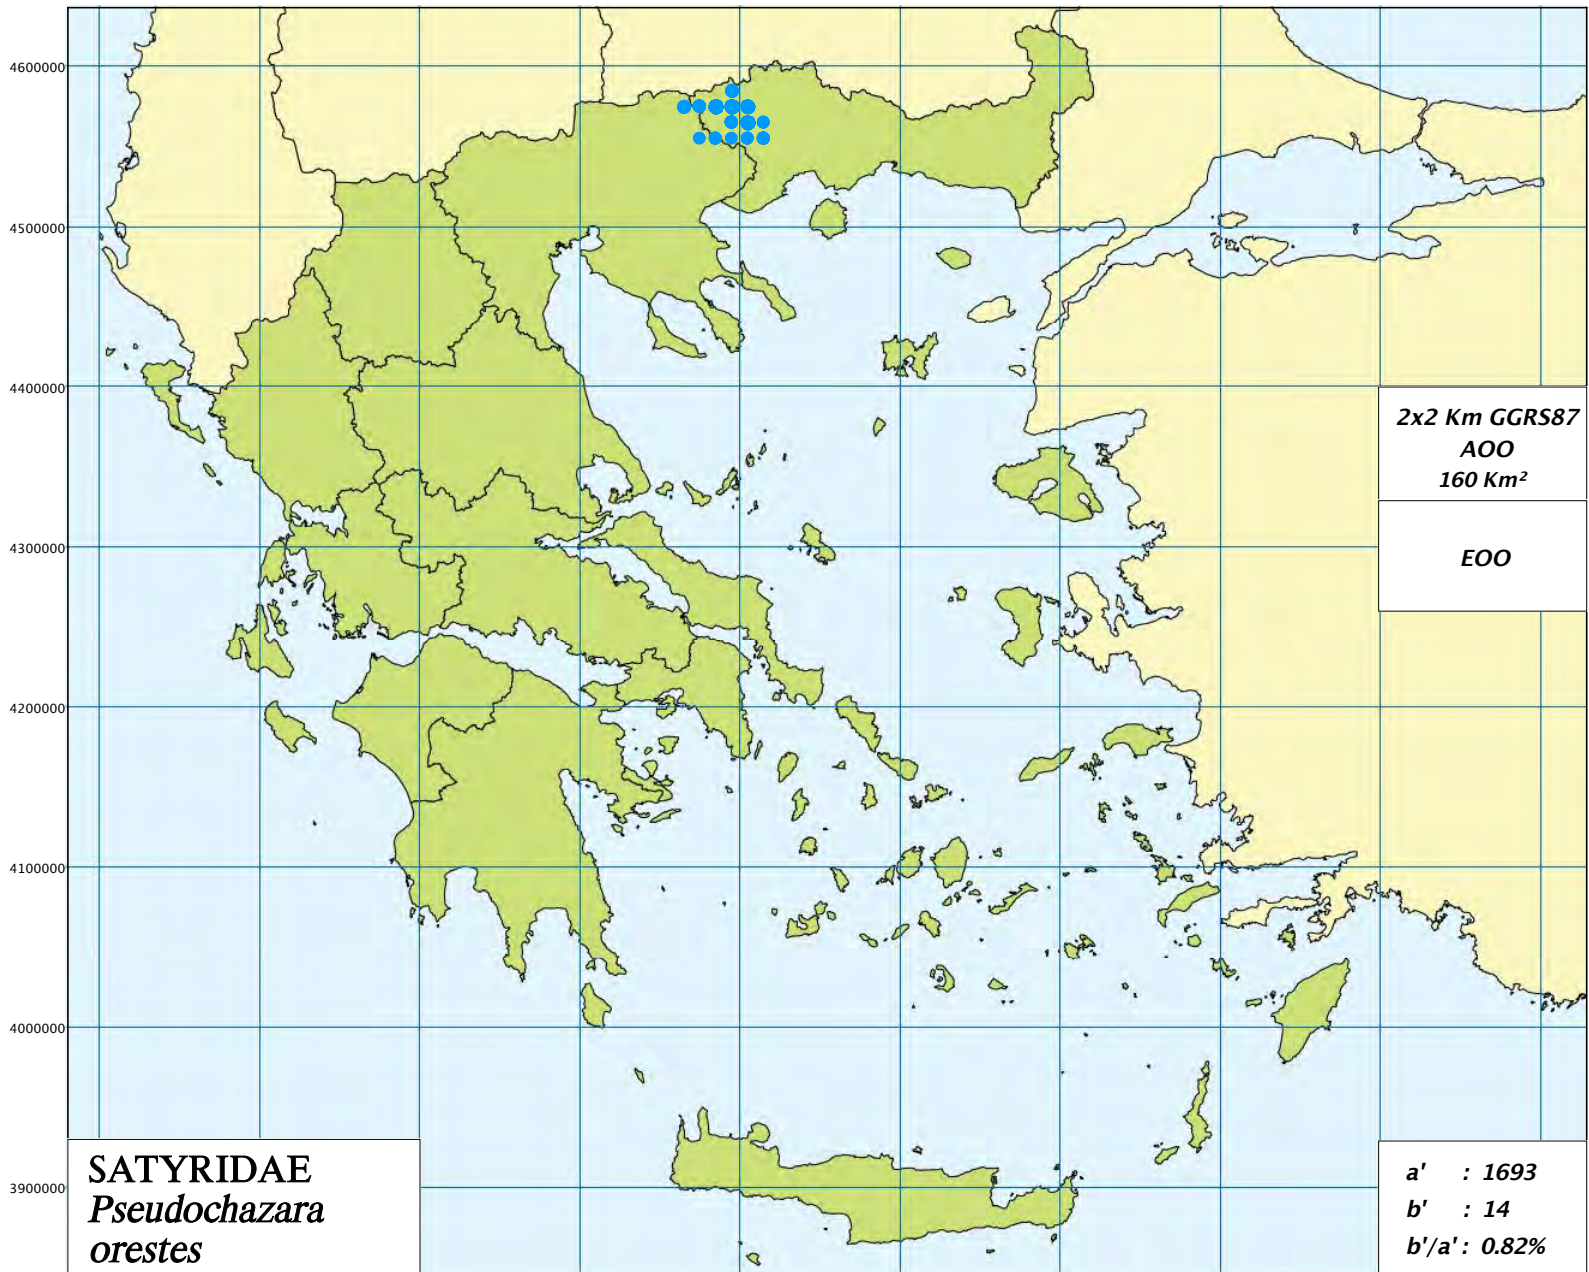 4600000
4500000
4400000
2x2 Km GGRS87
AOO
160 Km²
EOO
4300000
4200000
4100000
4000000
3900000
SATYRIDAE
Pseudochazara
orestes
a' : 1693
b' : 14
b'/a' : 0.82%